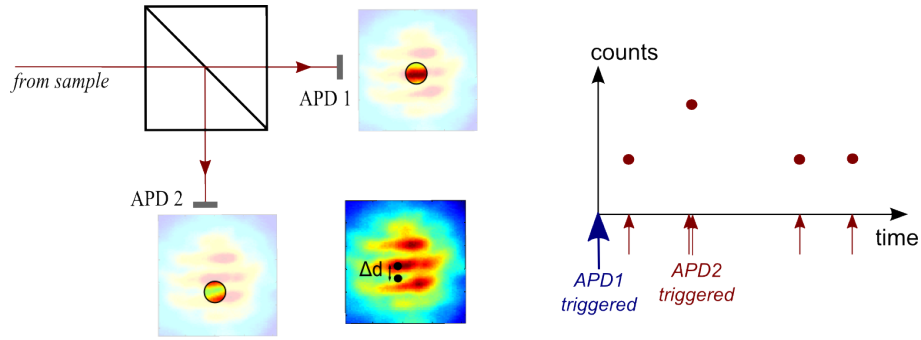 from sample
APD 1
APD 2
Δd
counts
time
APD1
triggered
APD2
triggered